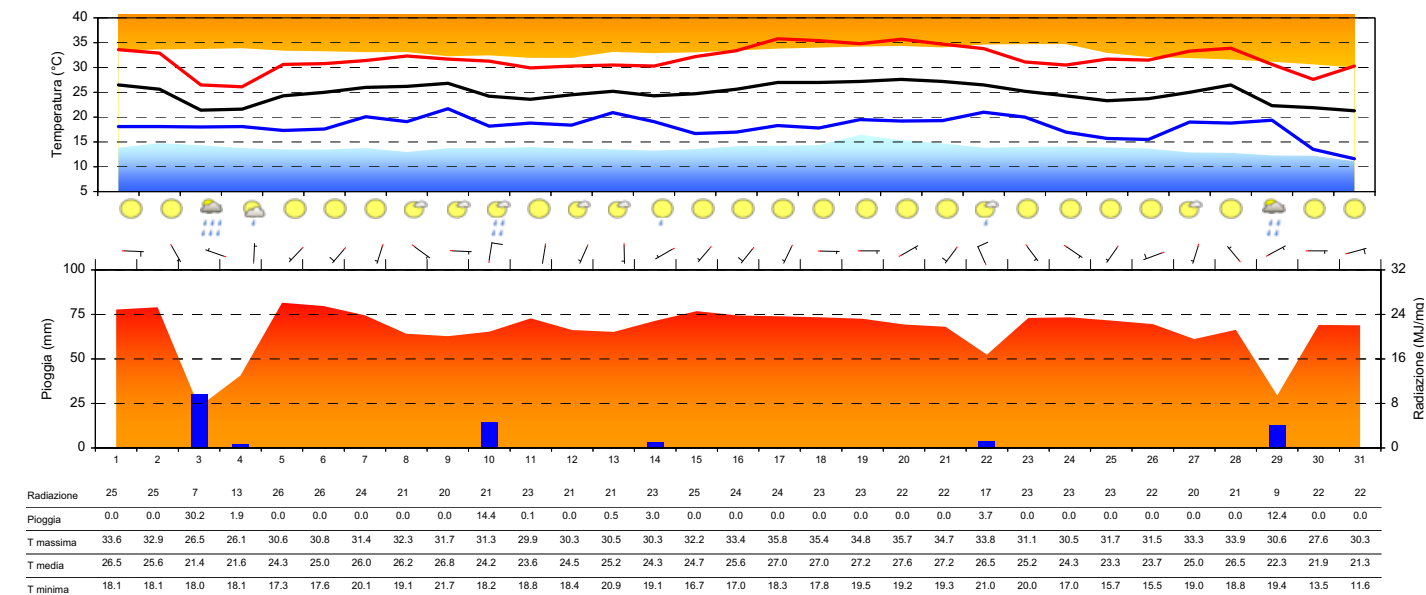 40
35
30
25
20
15
10
5
Temperatura (°C)
100
75
50
25
0
Pioggia (mm)
32
24
16
8
0
Radiazione (MJ/mq)
1 2 3 4 5 6 7 8 9 10 11 12 13 14 15 16 17 18 19 20 21 22 23 24 25 26 27 28 29 30 31
Radiazione 25 25 7 13 26 26 24 21 20 21 23 21 21 23 25 24 24 23 23 22 22 17 23 23 23 22 20 21 9 22 22
Pioggia 0.0 0.0 30.2 1.9 0.0 0.0 0.0 0.0 0.0 14.4 0.1 0.0 0.5 3.0 0.0 0.0 0.0 0.0 0.0 0.0 0.0 3.7 0.0 0.0 0.0 0.0 0.0 0.0 12.4 0.0 0.0
T massima 33.6 32.9 26.5 26.1 30.6 30.8 31.4 32.3 31.7 31.3 29.9 30.3 30.5 30.3 32.2 33.4 35.8 35.4 34.8 35.7 34.7 33.8 31.1 30.5 31.7 31.5 33.3 33.9 30.6 27.6 30.3
T media 26.5 25.6 21.4 21.6 24.3 25.0 26.0 26.2 26.8 24.2 23.6 24.5 25.2 24.3 24.7 25.6 27.0 27.0 27.2 27.6 27.2 26.5 25.2 24.3 23.3 23.7 25.0 26.5 22.3 21.9 21.3
T minima 18.1 18.1 18.0 18.1 17.3 17.6 20.1 19.1 21.7 18.2 18.8 18.4 20.9 19.1 16.7 17.0 18.3 17.8 19.5 19.2 19.3 21.0 20.0 17.0 15.7 15.5 19.0 18.8 19.4 13.5 11.6